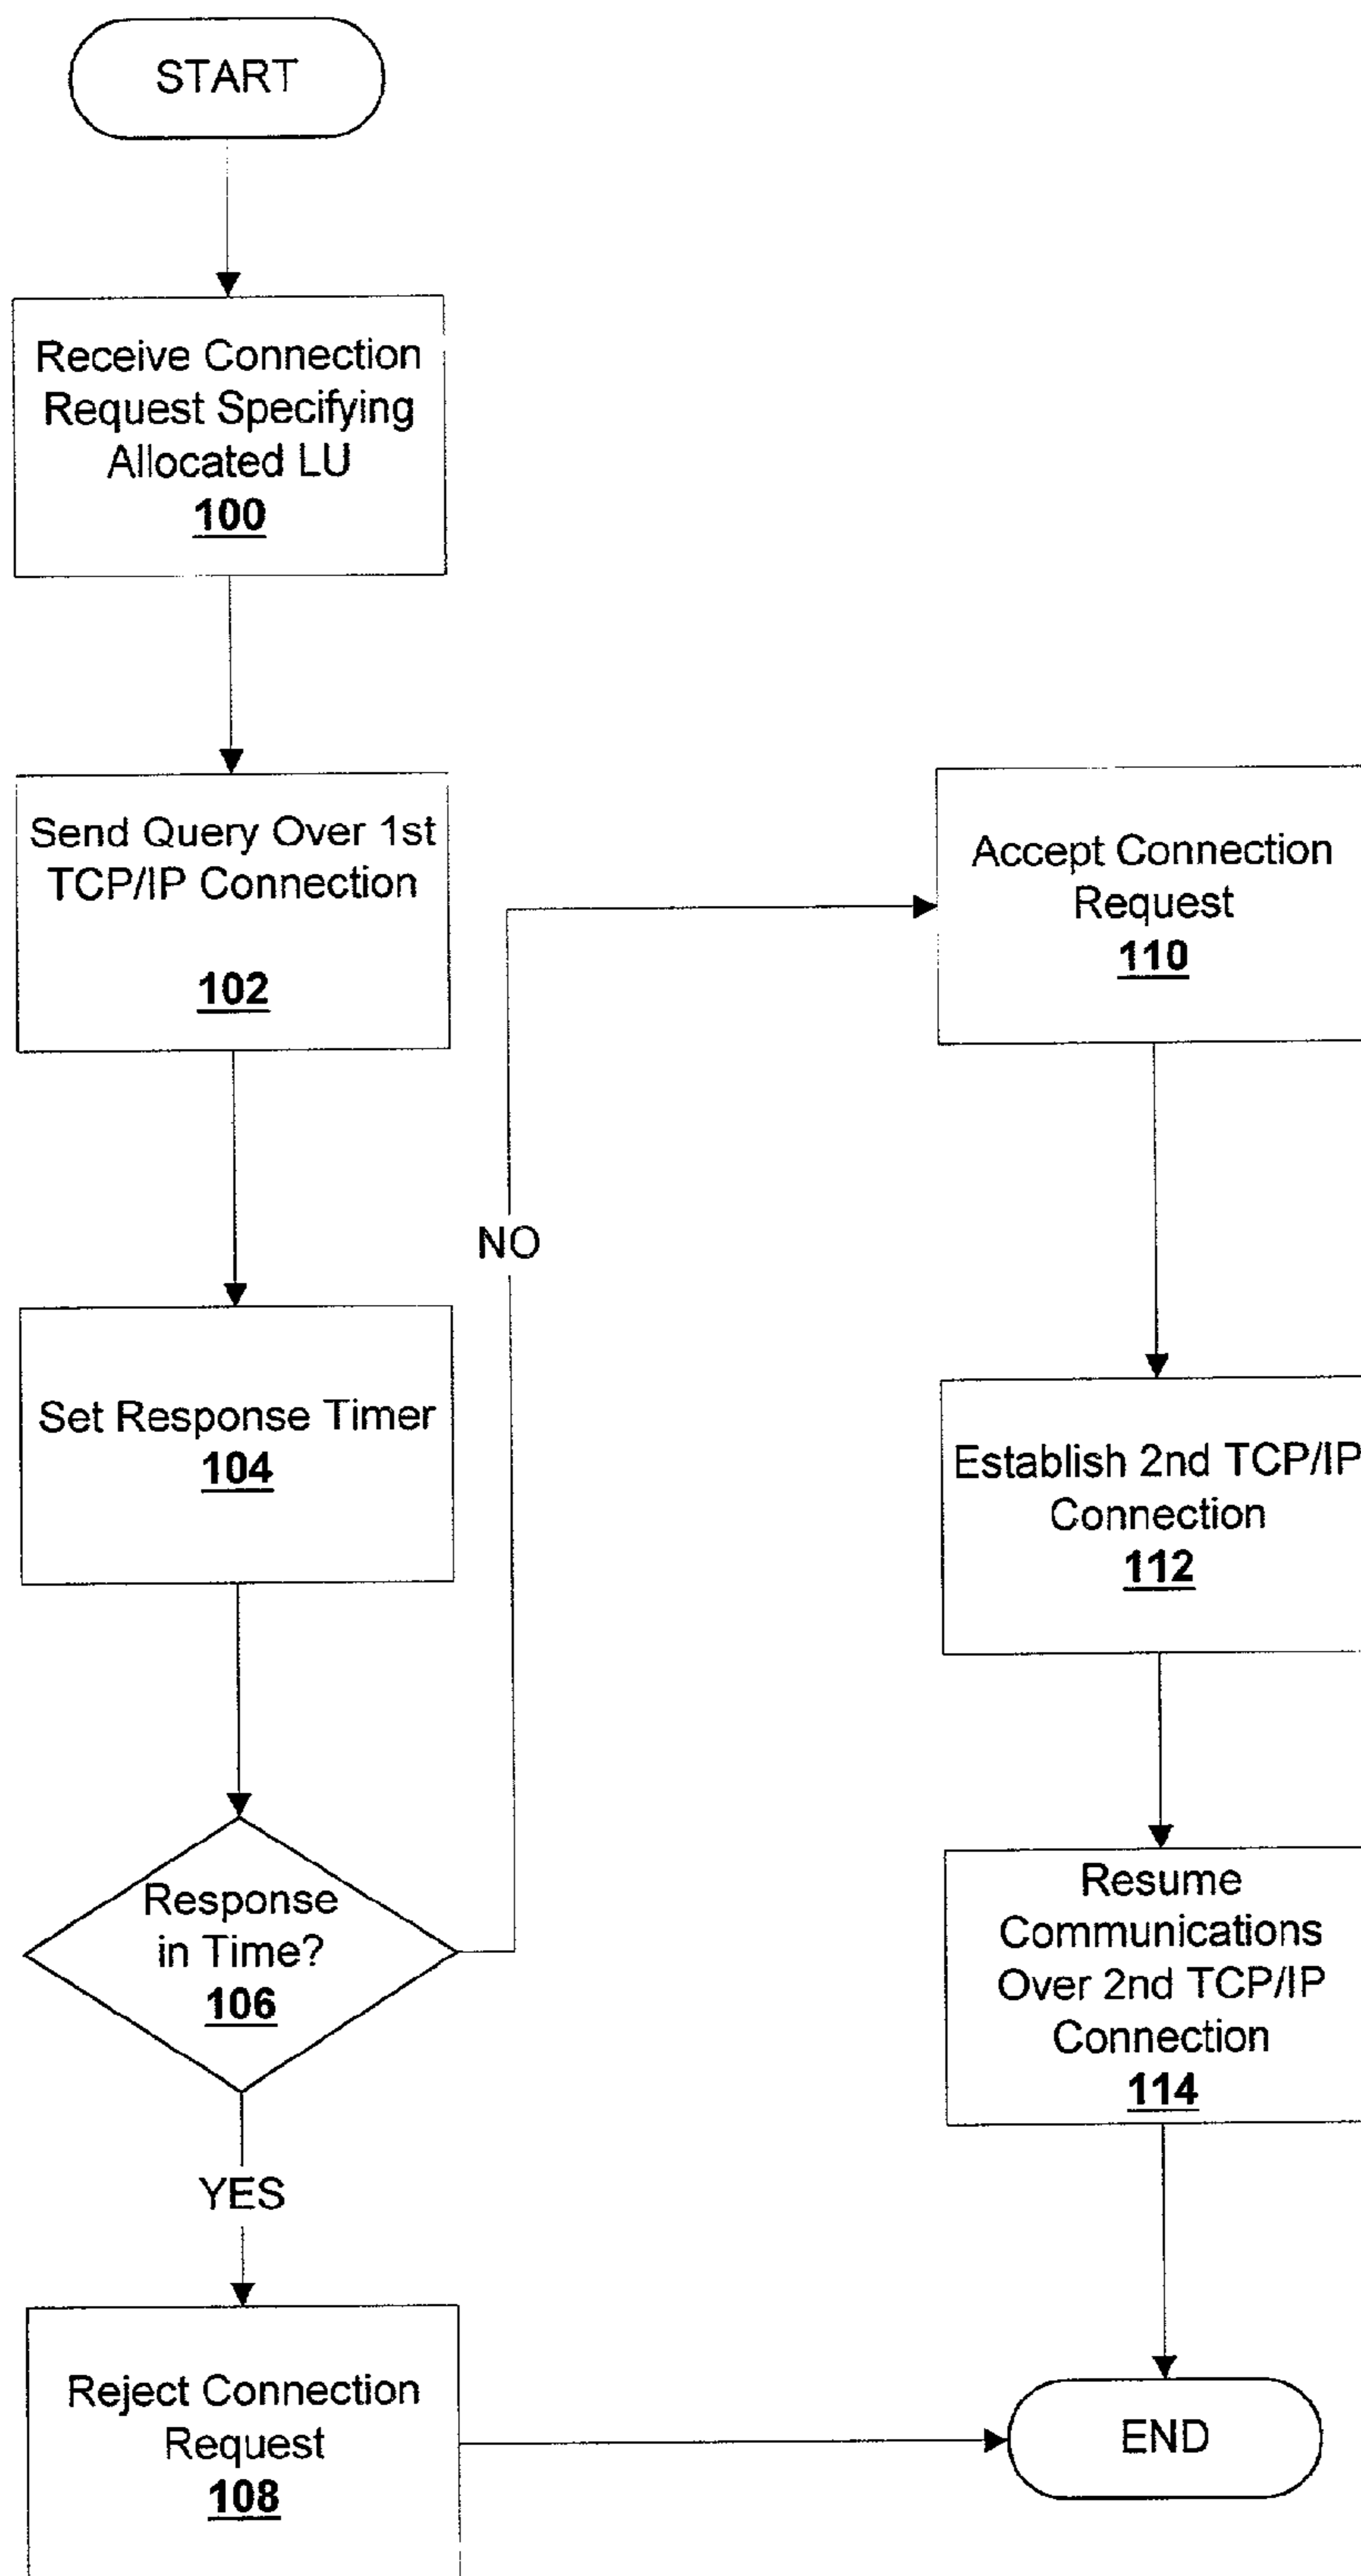 START
Receive Connection
Request Specifying
Allocated LU
100
Send Query Over 1st
TCP/IP Connection
102
Set Response Timer
104
Response
in Time?
106
YES
Reject Connection
Request
108
NO
Accept Connection
Request
110
Establish 2nd TCP/IP
Connection
112
Resume
Communications
Over 2nd TCP/IP
Connection
114
END